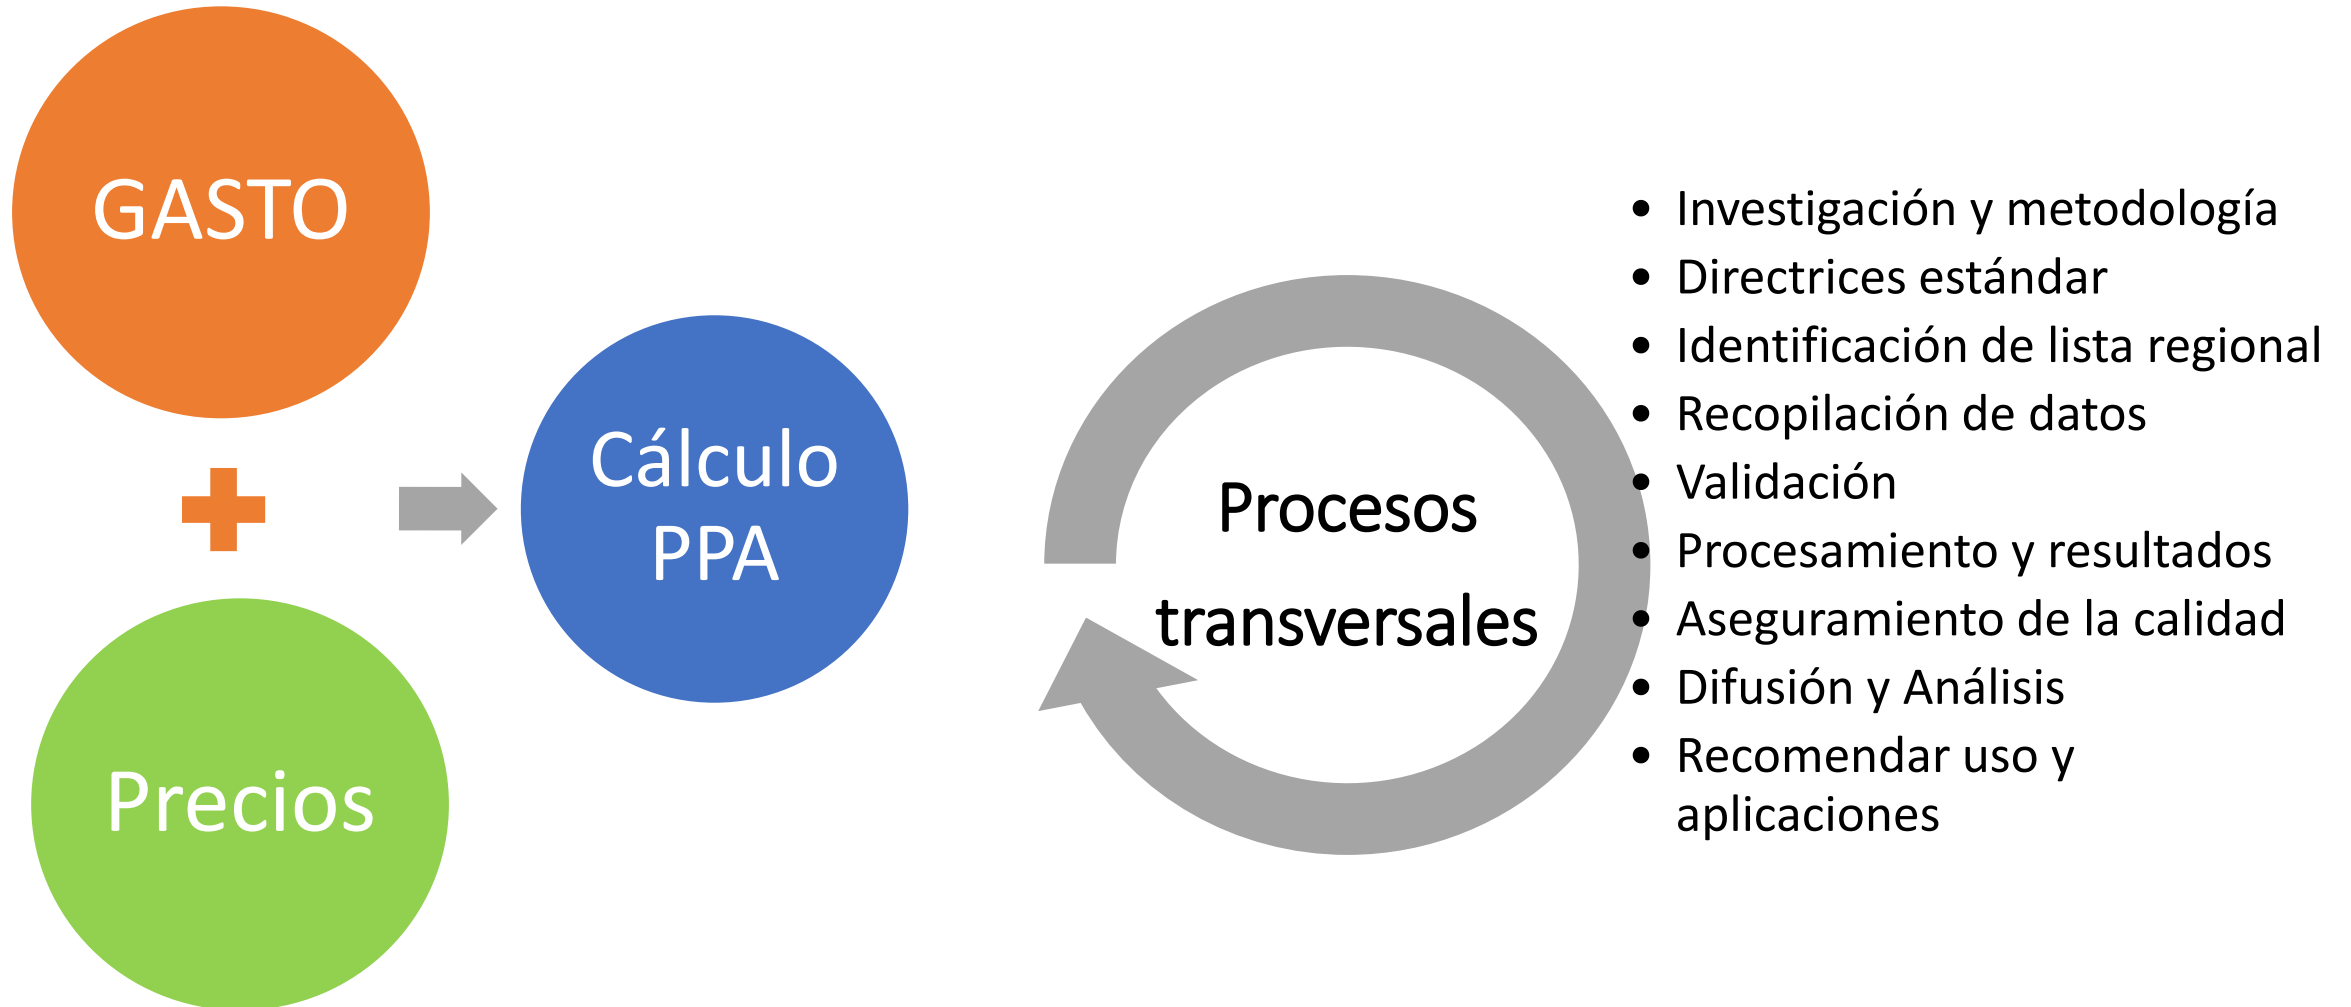 GASTO
Precios
Cálculo
PPA
Procesos
transversales
• Investigación y metodología
• Directrices estándar
• Identificación de lista regional
• Recopilación de datos
• Validación
• Procesamiento y resultados
• Aseguramiento de la calidad
• Difusión y Análisis
• Recomendar uso y
aplicaciones